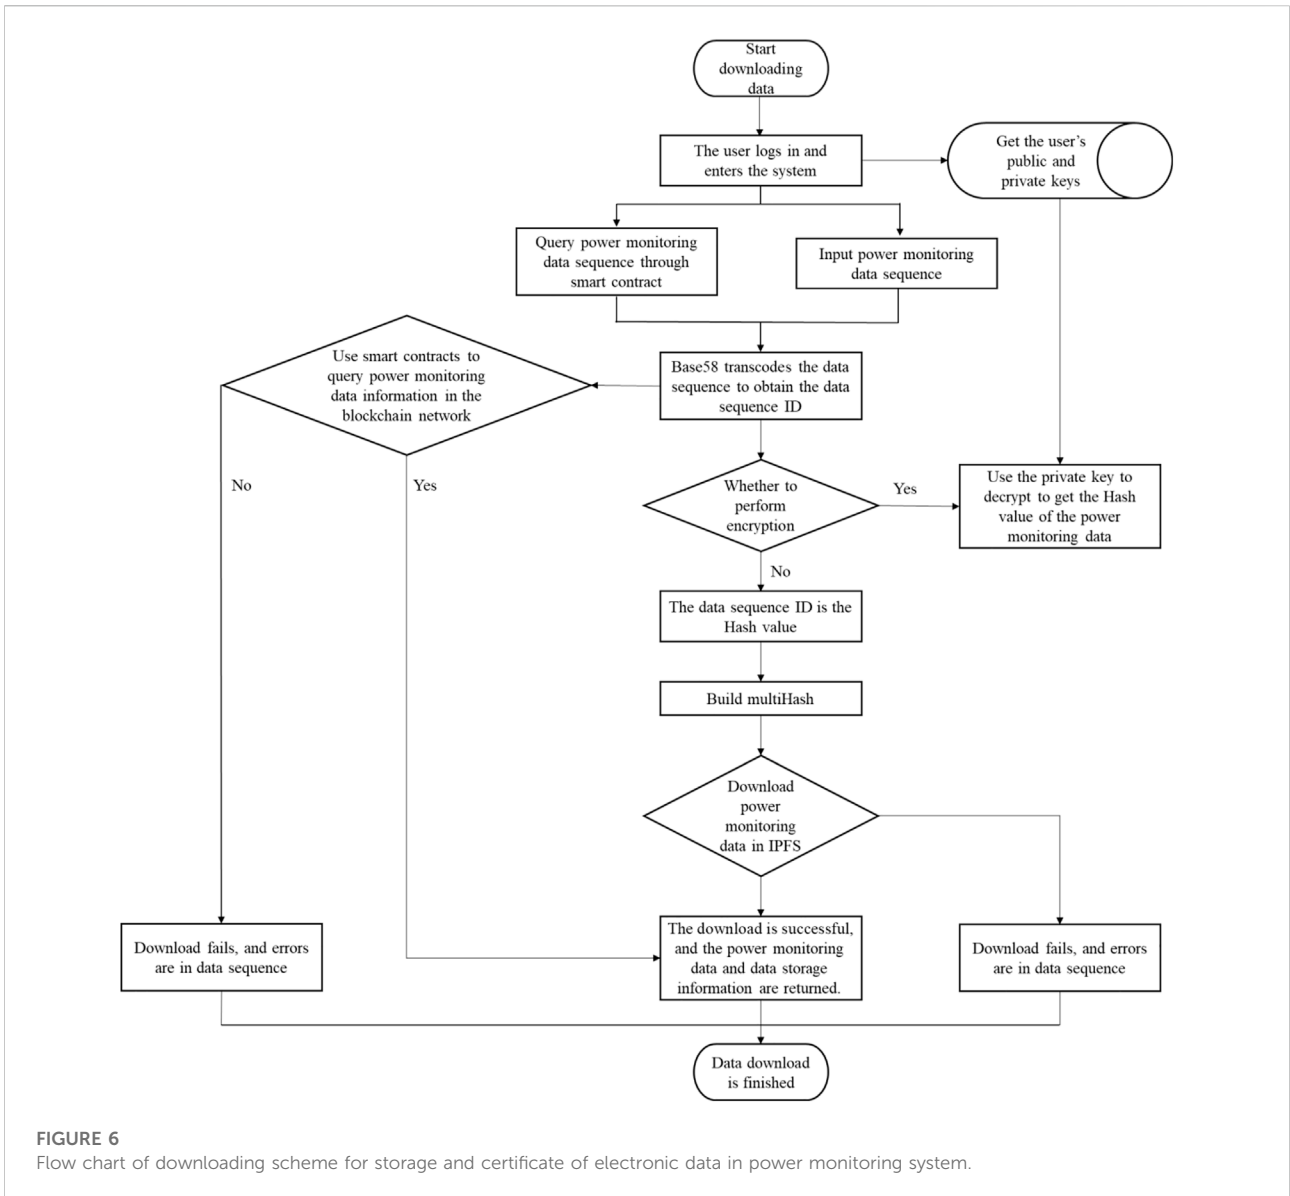 Start
downloading
data
The user logs in and
enters the system
Get the user's
public and
private keys
Query power monitoring
data sequence through
smart contract
Input power monitoring
data sequence
Use smart contracts to
query power monitoring
data information in the
blockchain network
Base58 transcodes the data
sequence to obtain the data
sequence ID
No
Yes
Whether to
perform
encryption
Yes
Use the private key to
decrypt to get the Hash
value of the power
monitoring data
No
The data sequence ID is the
Hash value
Build multiHash
Download
power
monitoring
data in IPFS
Download fails, and errors
are in data sequence
The download is successful,
and the power monitoring
data and data storage
information are returned.
Download fails, and errors
are in data sequence
Data download
is finished
FIGURE 6
Flow chart of downloading scheme for storage and certificate of electronic data in power monitoring system.